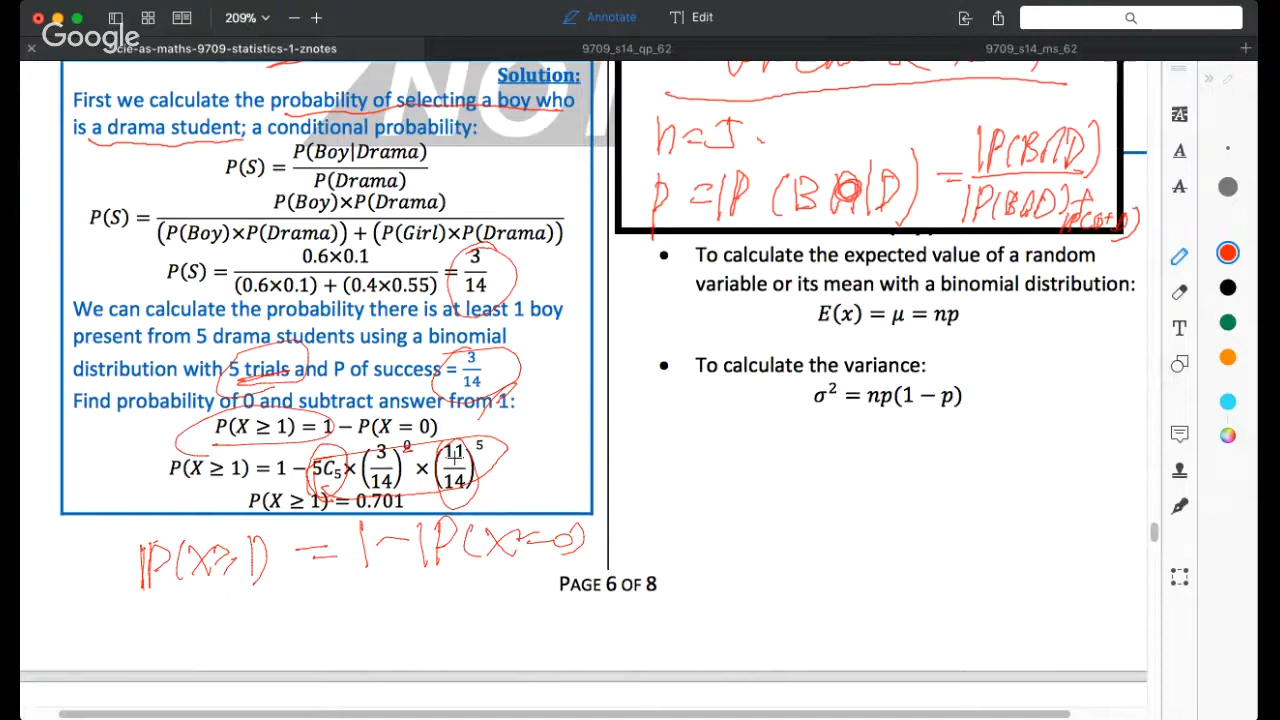 209%
Annotate
Edit
Google
cie-as-maths-9709-statistics-1-znotes
9709_s14_qp_62
9709_s14_ms_62
Solution:
First we calculate the probability of selecting a boy who
is a drama student; a conditional probability:
P(S) = P(Boy|Drama) / P(Drama)
P(S) = P(Boy)×P(Drama) / (P(Boy)×P(Drama)) + (P(Girl)×P(Drama))
P(S) = 0.6×0.1 / (0.6×0.1) + (0.4×0.55) = 3/14
We can calculate the probability there is at least 1 boy
present from 5 drama students using a binomial
distribution with 5 trials and P of success = 3/14
Find probability of 0 and subtract answer from 1:
P(X ≥ 1) = 1 − P(X = 0)
P(X ≥ 1) = 1 − 5C₅ × (3/14)⁰ × (11/14)⁵
P(X ≥ 1) = 0.701
P(X≥1) = 1 − P(X=0)
n=5
P = P(B|D) = P(B∩D) / P(B∩D) +
• To calculate the expected value of a random
variable or its mean with a binomial distribution:
E(x) = μ = np
• To calculate the variance:
σ² = np(1 − p)
PAGE 6 OF 8